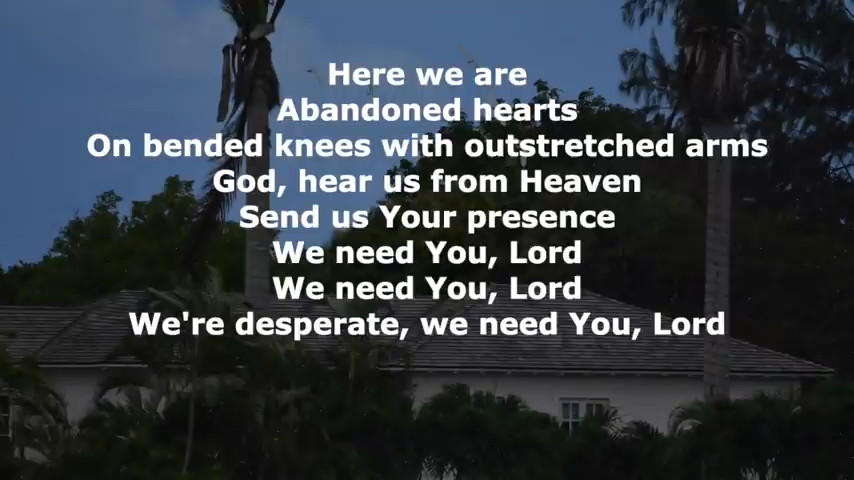 Here we are
Abandoned hearts
On bended knees with outstretched arms
God, hear us from Heaven
Send us Your presence
We need You, Lord
We need You, Lord
We're desperate, we need You, Lord